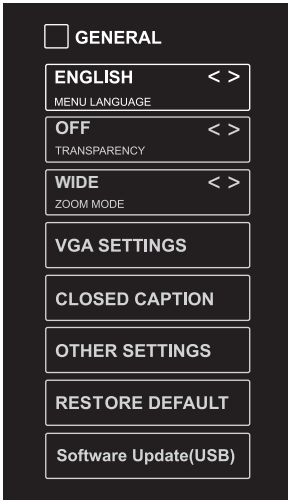 GENERAL
ENGLISH < >
MENU LANGUAGE
OFF < >
TRANSPARENCY
WIDE < >
ZOOM MODE
VGA SETTINGS
CLOSED CAPTION
OTHER SETTINGS
RESTORE DEFAULT
Software Update(USB)